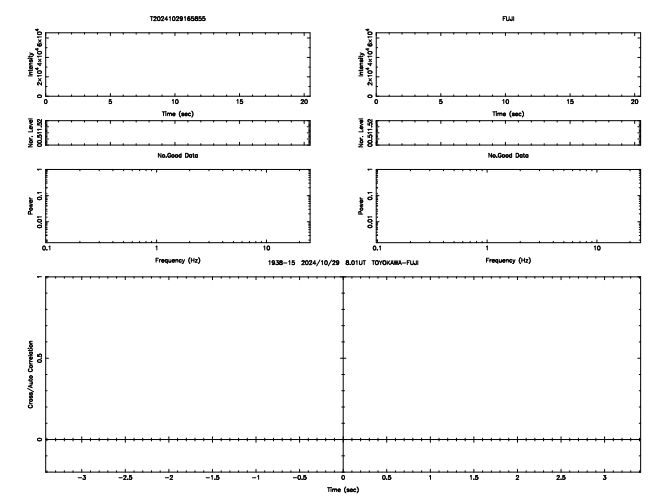 T20241029165855 FUJI
Intensity 0 2×10⁴ 4×10⁴ 6×10⁴ Intensity 0 2×10⁴ 4×10⁴ 6×10⁴
0 5 10 15 20 0 5 10 15 20
Time (sec) Time (sec)
Nor. Level 00.511.52 Nor. Level 00.511.52
No.Good Data No.Good Data
Power 0.01 0.1 1 Power 0.01 0.1 1
0.1 1 10 0.1 1 10
Frequency (Hz) Frequency (Hz)
1938-15 2024/10/29 8.01UT TOYOKAWA-FUJI
Cross/Auto Correlation 0 0.5 1
-3 -2.5 -2 -1.5 -1 -0.5 0 0.5 1 1.5 2 2.5 3
Time (sec)